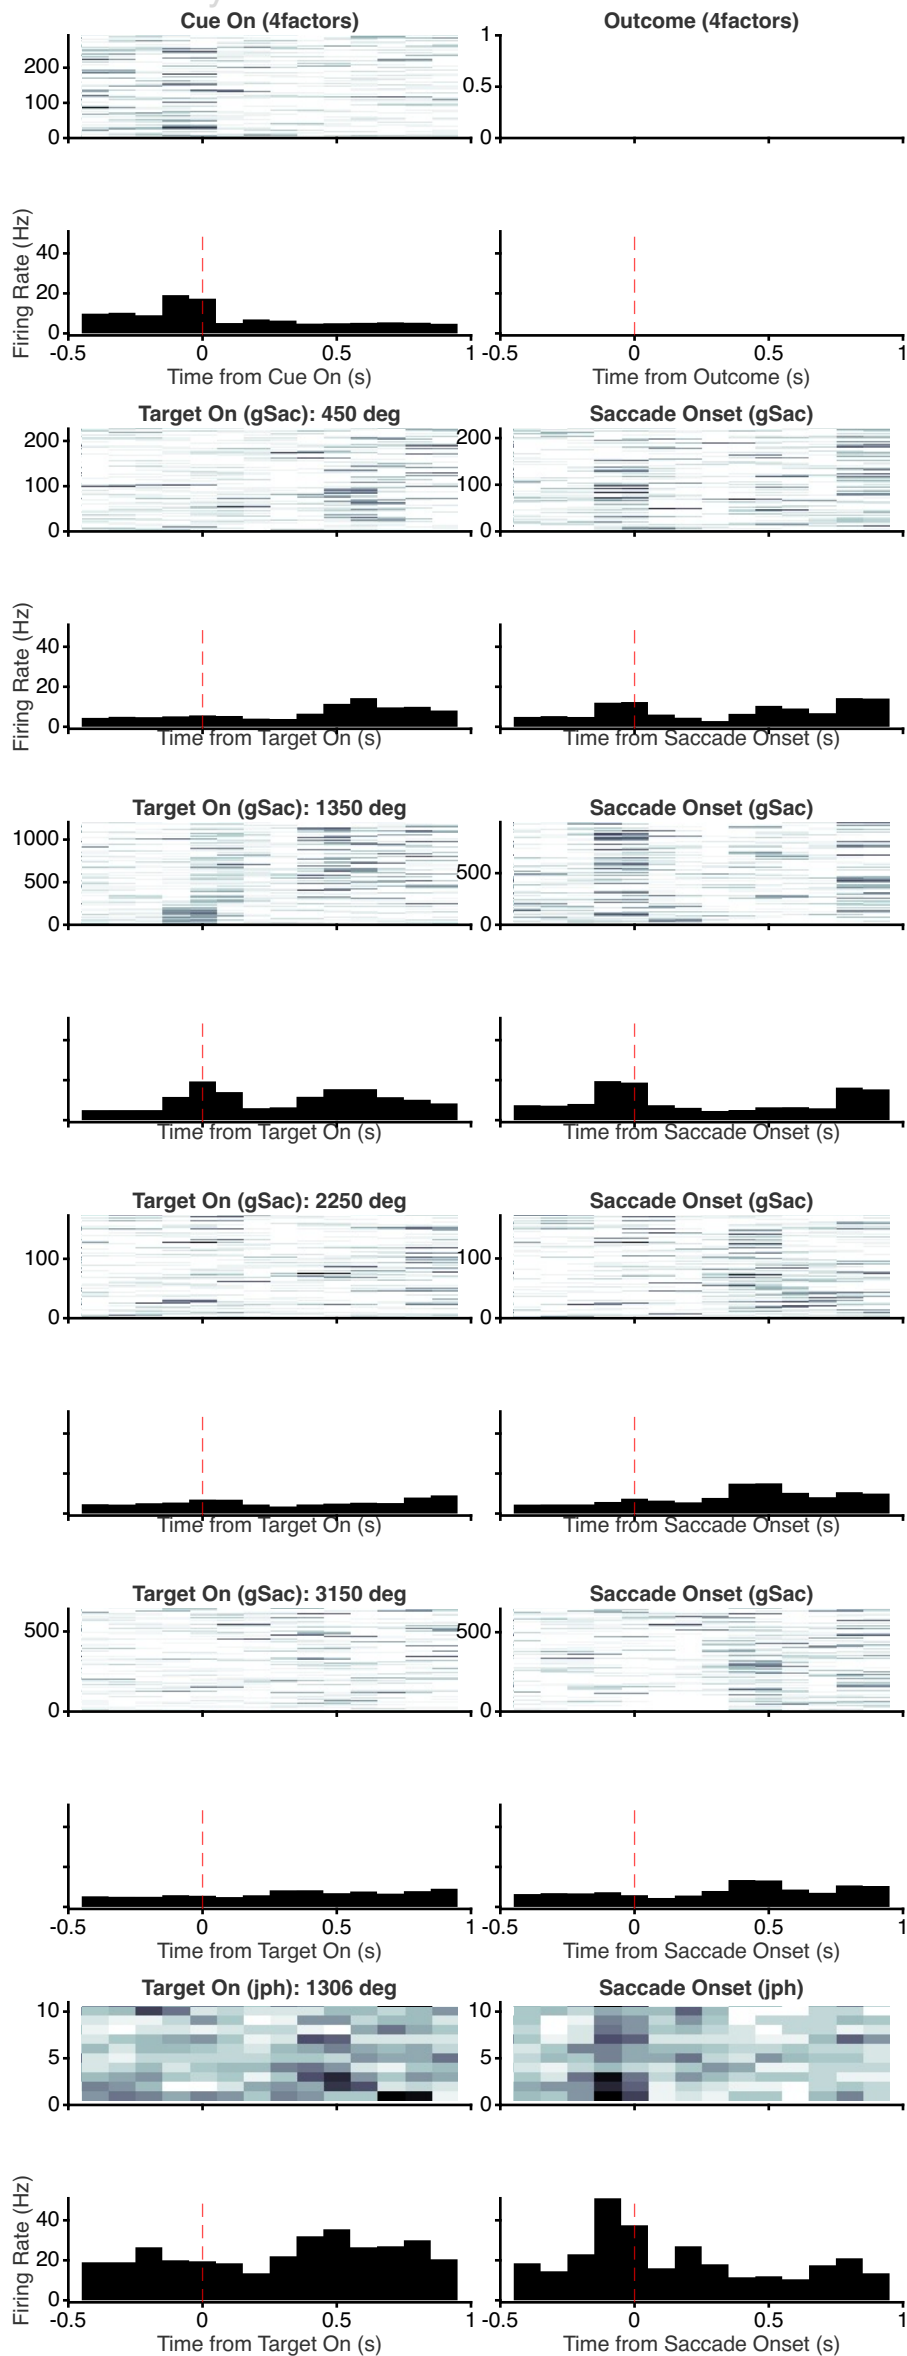 Cue On (4factors) Outcome (4factors)
200
100
0
1
0.5
0
Firing Rate (Hz)
40
20
0
-0.5 0 0.5 1 -0.5 0 0.5 1
Time from Cue On (s) Time from Outcome (s)
Target On (gSac): 450 deg Saccade Onset (gSac)
200
100
0
200
100
0
Firing Rate (Hz)
40
20
0
Time from Target On (s) Time from Saccade Onset (s)
Target On (gSac): 1350 deg Saccade Onset (gSac)
1000
500
0
500
0
Time from Target On (s) Time from Saccade Onset (s)
Target On (gSac): 2250 deg Saccade Onset (gSac)
100
0
100
0
Time from Target On (s) Time from Saccade Onset (s)
Target On (gSac): 3150 deg Saccade Onset (gSac)
500
0
500
0
-0.5 0 0.5 1 -0.5 0 0.5 1
Time from Target On (s) Time from Saccade Onset (s)
Target On (jph): 1306 deg Saccade Onset (jph)
10
5
0
10
5
0
Firing Rate (Hz)
40
20
0
-0.5 0 0.5 1 -0.5 0 0.5 1
Time from Target On (s) Time from Saccade Onset (s)